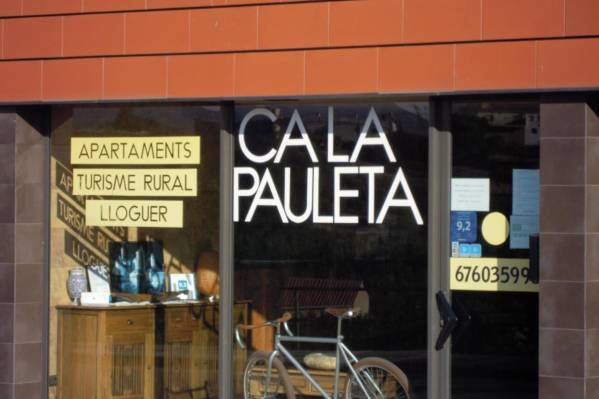 APARTAMENTS
TURISME RURAL
LLOGUER
CA LA
PAULETA
9,2
67603599